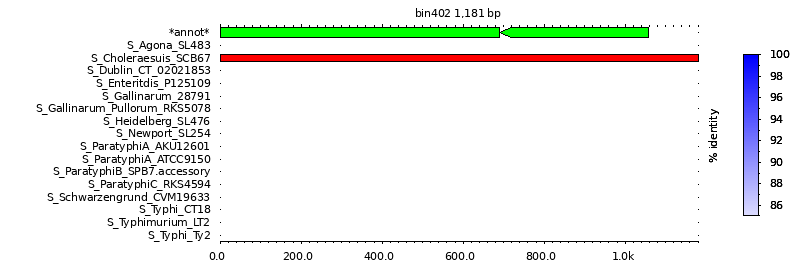 bin402 1,181 bp
*annot*
S_Agona_SL483
S_Choleraesuis_SCB67
S_Dublin_CT_02021853
S_Enteritdis_P125109
S_Gallinarum_28791
S_Gallinarum_Pullorum_RKS5078
S_Heidelberg_SL476
S_Newport_SL254
S_ParatyphiA_AKU12601
S_ParatyphiA_ATCC9150
S_ParatyphiB_SPB7.accessory
S_ParatyphiC_RKS4594
S_Schwarzengrund_CVM19633
S_Typhi_CT18
S_Typhimurium_LT2
S_Typhi_Ty2
0.0 200.0 400.0 600.0 800.0 1.0k
% identity
100
98
96
94
92
90
88
86